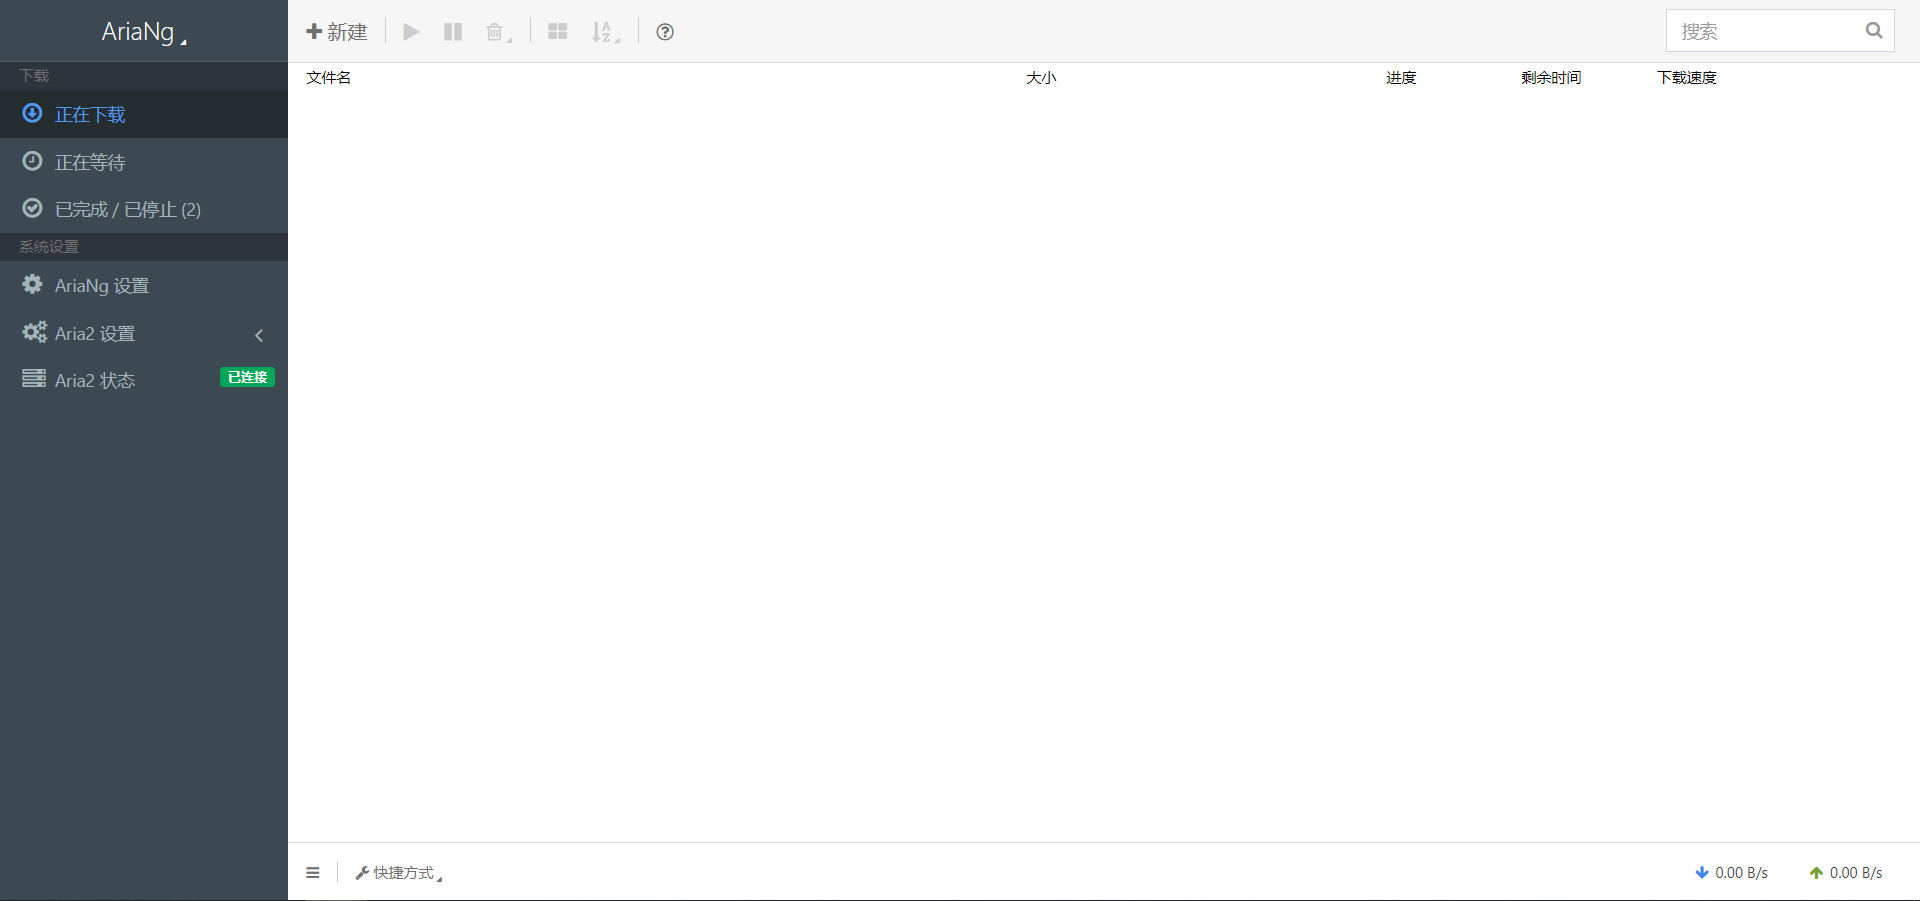 AriaNg
下载
正在下载
正在等待
已完成 / 已停止 (2)
系统设置
AriaNg 设置
Aria2 设置
Aria2 状态 已连接
新建
搜索
文件名 大小 进度 剩余时间 下载速度
快捷方式
0.00 B/s 0.00 B/s